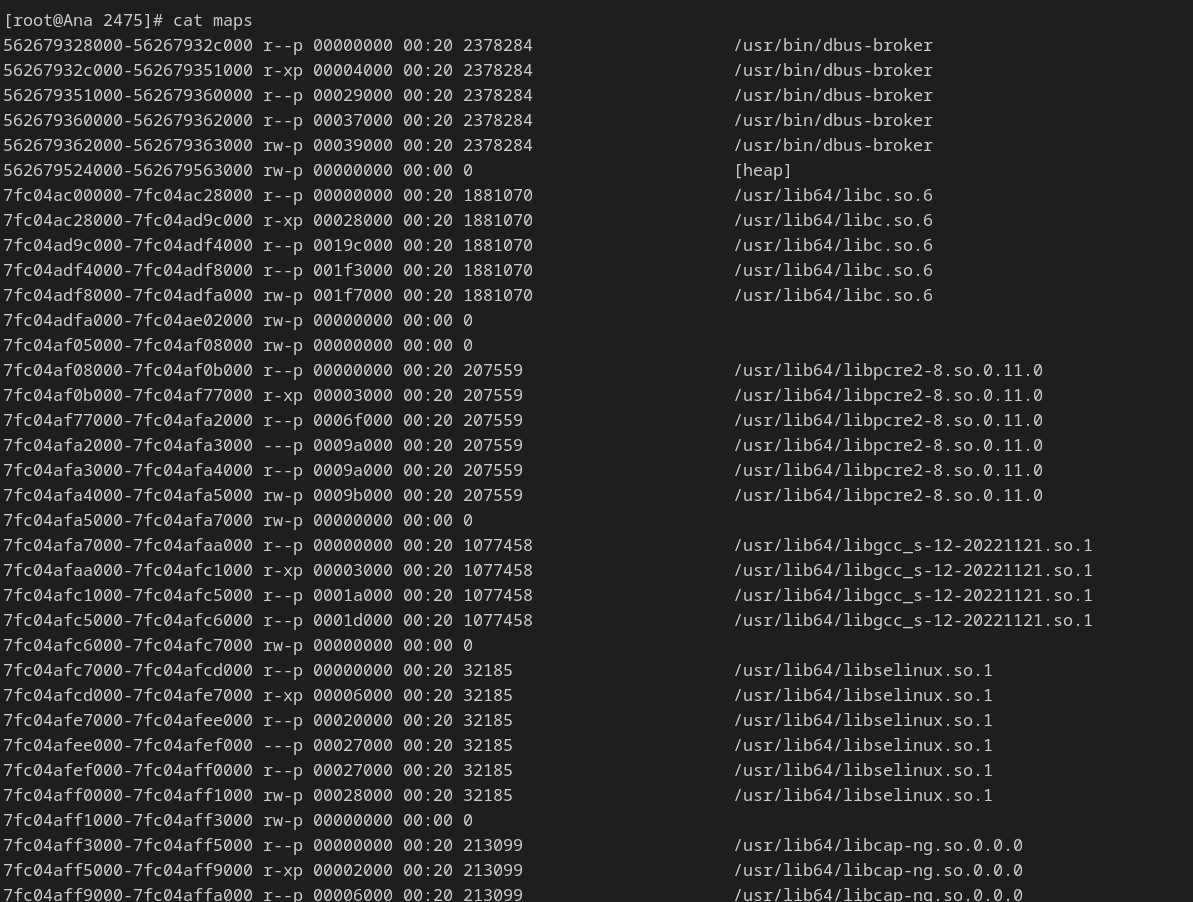 [root@Ana 2475]# cat maps
562679328000-56267932c000 r--p 00000000 00:20 2378284 /usr/bin/dbus-broker
56267932c000-562679351000 r-xp 00004000 00:20 2378284 /usr/bin/dbus-broker
562679351000-562679360000 r--p 00029000 00:20 2378284 /usr/bin/dbus-broker
562679360000-562679362000 r--p 00037000 00:20 2378284 /usr/bin/dbus-broker
562679362000-562679363000 rw-p 00039000 00:20 2378284 /usr/bin/dbus-broker
562679524000-562679563000 rw-p 00000000 00:00 0 [heap]
7fc04ac00000-7fc04ac28000 r--p 00000000 00:20 1881070 /usr/lib64/libc.so.6
7fc04ac28000-7fc04ad9c000 r-xp 00028000 00:20 1881070 /usr/lib64/libc.so.6
7fc04ad9c000-7fc04adf4000 r--p 0019c000 00:20 1881070 /usr/lib64/libc.so.6
7fc04adf4000-7fc04adf8000 r--p 001f3000 00:20 1881070 /usr/lib64/libc.so.6
7fc04adf8000-7fc04adfa000 rw-p 001f7000 00:20 1881070 /usr/lib64/libc.so.6
7fc04adfa000-7fc04ae02000 rw-p 00000000 00:00 0
7fc04af05000-7fc04af08000 rw-p 00000000 00:00 0
7fc04af08000-7fc04af0b000 r--p 00000000 00:20 207559 /usr/lib64/libpcre2-8.so.0.11.0
7fc04af0b000-7fc04af77000 r-xp 00003000 00:20 207559 /usr/lib64/libpcre2-8.so.0.11.0
7fc04af77000-7fc04afa2000 r--p 0006f000 00:20 207559 /usr/lib64/libpcre2-8.so.0.11.0
7fc04afa2000-7fc04afa3000 ---p 0009a000 00:20 207559 /usr/lib64/libpcre2-8.so.0.11.0
7fc04afa3000-7fc04afa4000 r--p 0009a000 00:20 207559 /usr/lib64/libpcre2-8.so.0.11.0
7fc04afa4000-7fc04afa5000 rw-p 0009b000 00:20 207559 /usr/lib64/libpcre2-8.so.0.11.0
7fc04afa5000-7fc04afa7000 rw-p 00000000 00:00 0
7fc04afa7000-7fc04afaa000 r--p 00000000 00:20 1077458 /usr/lib64/libgcc_s-12-20221121.so.1
7fc04afaa000-7fc04afc1000 r-xp 00003000 00:20 1077458 /usr/lib64/libgcc_s-12-20221121.so.1
7fc04afc1000-7fc04afc5000 r--p 0001a000 00:20 1077458 /usr/lib64/libgcc_s-12-20221121.so.1
7fc04afc5000-7fc04afc6000 r--p 0001d000 00:20 1077458 /usr/lib64/libgcc_s-12-20221121.so.1
7fc04afc6000-7fc04afc7000 rw-p 00000000 00:00 0
7fc04afc7000-7fc04afcd000 r--p 00000000 00:20 32185 /usr/lib64/libselinux.so.1
7fc04afcd000-7fc04afe7000 r-xp 00006000 00:20 32185 /usr/lib64/libselinux.so.1
7fc04afe7000-7fc04afee000 r--p 00020000 00:20 32185 /usr/lib64/libselinux.so.1
7fc04afee000-7fc04afef000 ---p 00027000 00:20 32185 /usr/lib64/libselinux.so.1
7fc04afef000-7fc04aff0000 r--p 00027000 00:20 32185 /usr/lib64/libselinux.so.1
7fc04aff0000-7fc04aff1000 rw-p 00028000 00:20 32185 /usr/lib64/libselinux.so.1
7fc04aff1000-7fc04aff3000 rw-p 00000000 00:00 0
7fc04aff3000-7fc04aff5000 r--p 00000000 00:20 213099 /usr/lib64/libcap-ng.so.0.0.0
7fc04aff5000-7fc04aff9000 r-xp 00002000 00:20 213099 /usr/lib64/libcap-ng.so.0.0.0
7fc04aff9000-7fc04affa000 r--p 00006000 00:20 213099 /usr/lib64/libcap-ng.so.0.0.0